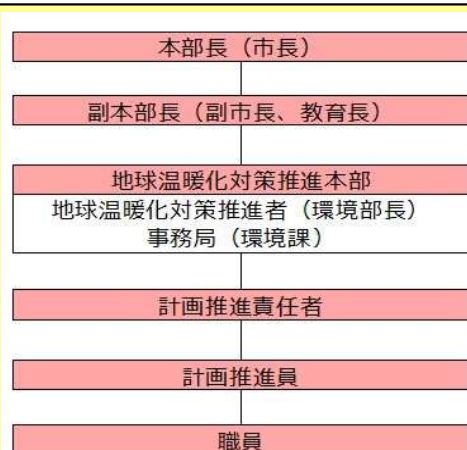 本部長（市長）
副本部長（副市長、教育長）
地球温暖化対策推進本部
地球温暖化対策推進者（環境部長）
事務局（環境課）
計画推進責任者
計画推進員
職員